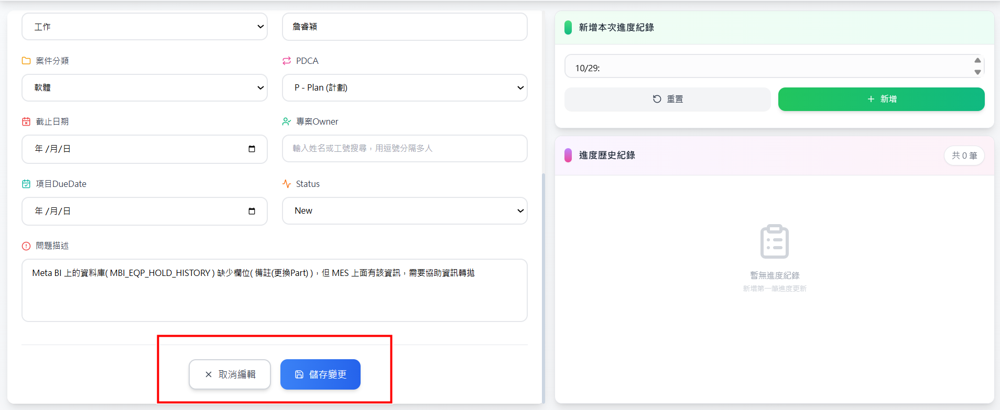 工作
詹睿穎
案件分類
PDCA
軟體
P - Plan (計劃)
截止日期
專案Owner
年 /月/日
輸入姓名或工號搜尋，用逗號分隔多人
項目DueDate
Status
年 /月/日
New
問題描述
Meta BI 上的資料庫( MBI_EQP_HOLD_HISTORY ) 缺少欄位( 備註(更換Part) )，但 MES 上面有該資訊，需要協助資訊轉拋
取消編輯
儲存變更
新增本次進度紀錄
10/29:
重置
新增
進度歷史紀錄
共 0 筆
暫無進度紀錄
新增第一筆進度更新